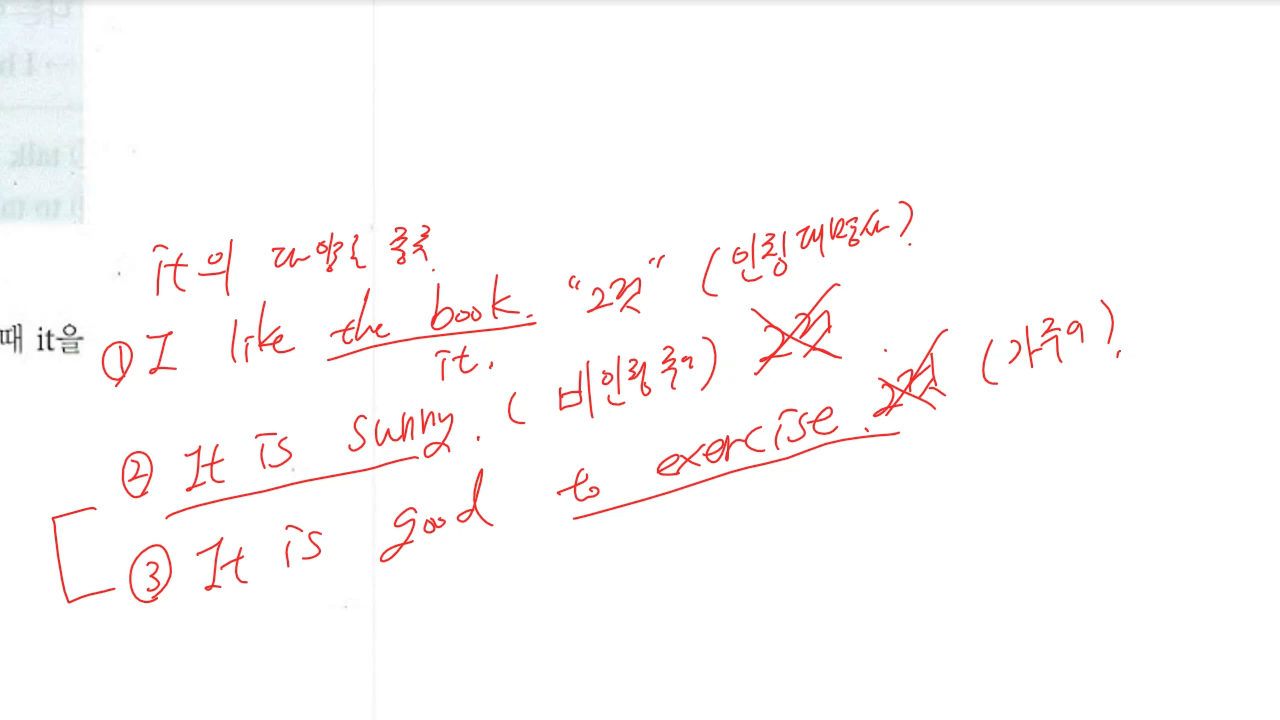 it의 다양한 종류.
① I like the book. "그것" (인칭대명사)
it.
② It is sunny. (비인칭 주어) 그것
③ It is good to exercise. 그것 (가주어).
때 it을
talk